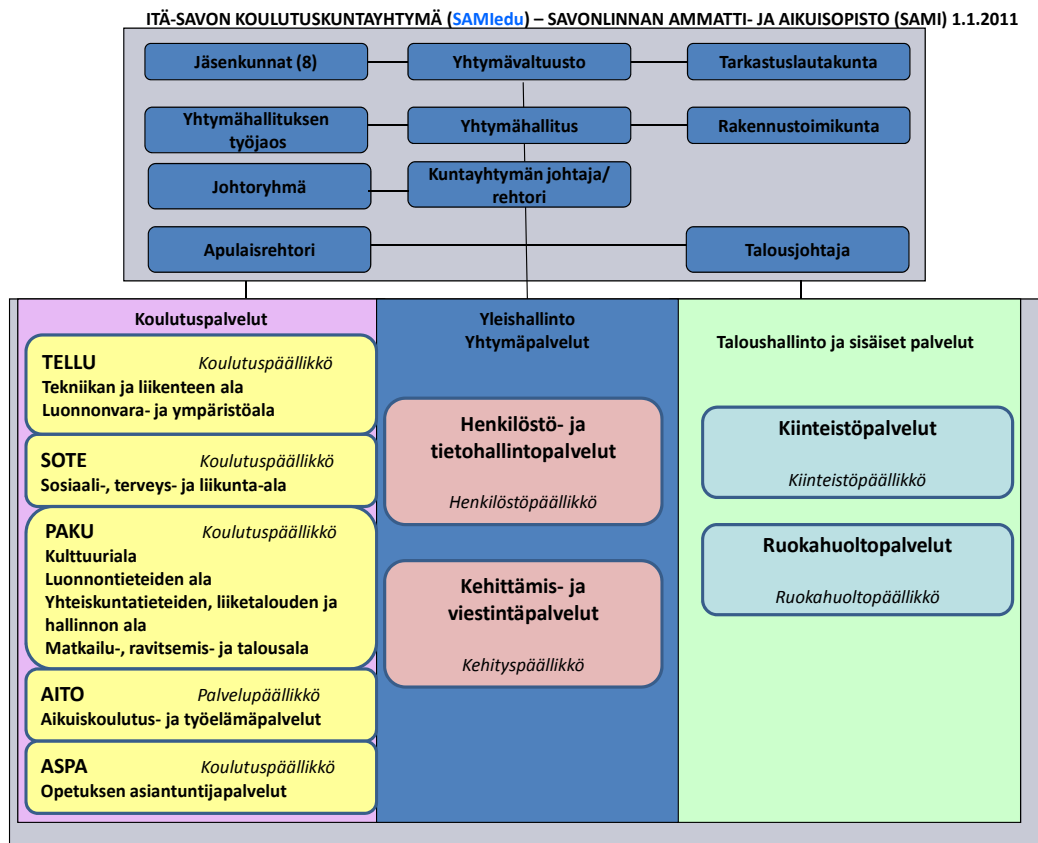 ITÄ-SAVON KOULUTUSKUNTAYHTYMÄ (SAMIedu) – SAVONLINNAN AMMATTI- JA AIKUISOPISTO (SAMI) 1.1.2011
Jäsenkunnat (8)
Yhtymävaltuusto
Tarkastuslautakunta
Yhtymähallituksen
työjaos
Yhtymähallitus
Rakennustoimikunta
Johtoryhmä
Kuntayhtymän johtaja/
rehtori
Apulaisrehtori
Talousjohtaja
Koulutuspalvelut
TELLU Koulutuspäällikkö
Tekniikan ja liikenteen ala
Luonnonvara- ja ympäristöala
SOTE Koulutuspäällikkö
Sosiaali-, terveys- ja liikunta-ala
PAKU Koulutuspäällikkö
Kulttuuriala
Luonnontieteiden ala
Yhteiskuntatieteiden, liiketalouden ja
hallinnon ala
Matkailu-, ravitsemis- ja talousala
AITO Palvelupäällikkö
Aikuiskoulutus- ja työelämäpalvelut
ASPA Koulutuspäällikkö
Opetuksen asiantuntijapalvelut
Yleishallinto
Yhtymäpalvelut
Henkilöstö- ja
tietohallintopalvelut
Henkilöstöpäällikkö
Kehittämis- ja
viestintäpalvelut
Kehityspäällikkö
Taloushallinto ja sisäiset palvelut
Kiinteistöpalvelut
Kiinteistöpäällikkö
Ruokahuoltopalvelut
Ruokahuoltopäällikkö